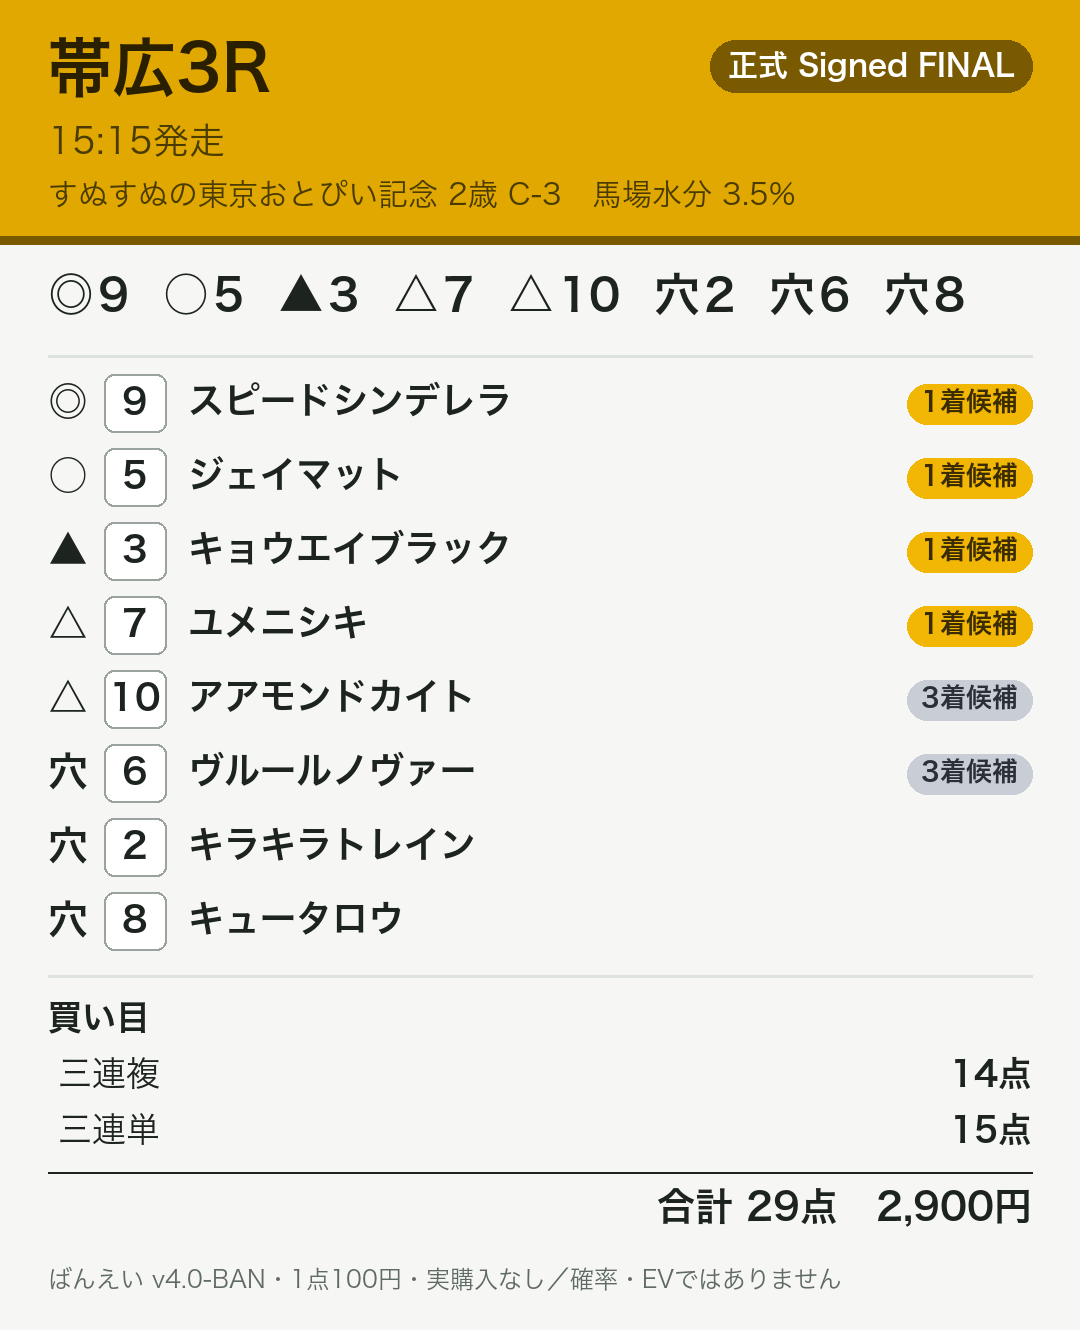 帯広3R
正式 Signed FINAL
15:15発走
すぬすぬの東京おとぴい記念 2歳 C-3　馬場水分 3.5%
◎9 ○5 ▲3 △7 △10 穴2 穴6 穴8
◎ 9 スピードシンデレラ 1着候補
○ 5 ジェイマット 1着候補
▲ 3 キョウエイブラック 1着候補
△ 7 ユメニシキ 1着候補
△ 10 アアモンドカイト 3着候補
穴 6 ヴルールノヴァー 3着候補
穴 2 キラキラトレイン
穴 8 キュータロウ
買い目
三連複 14点
三連単 15点
合計 29点　2,900円
ばんえい v4.0-BAN・1点100円・実購入なし／確率・EVではありません